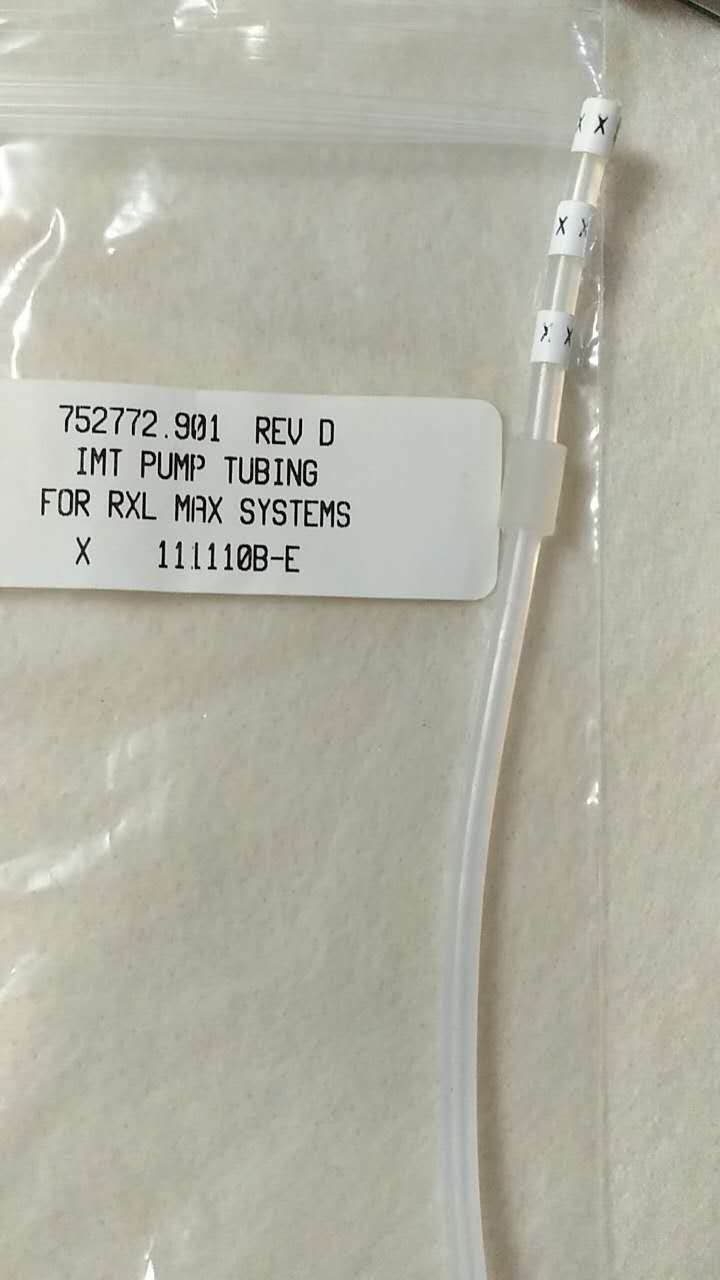 X X
X X
X X
752772.901 REV D
IMT PUMP TUBING
FOR RXL MAX SYSTEMS
X 111110B-E